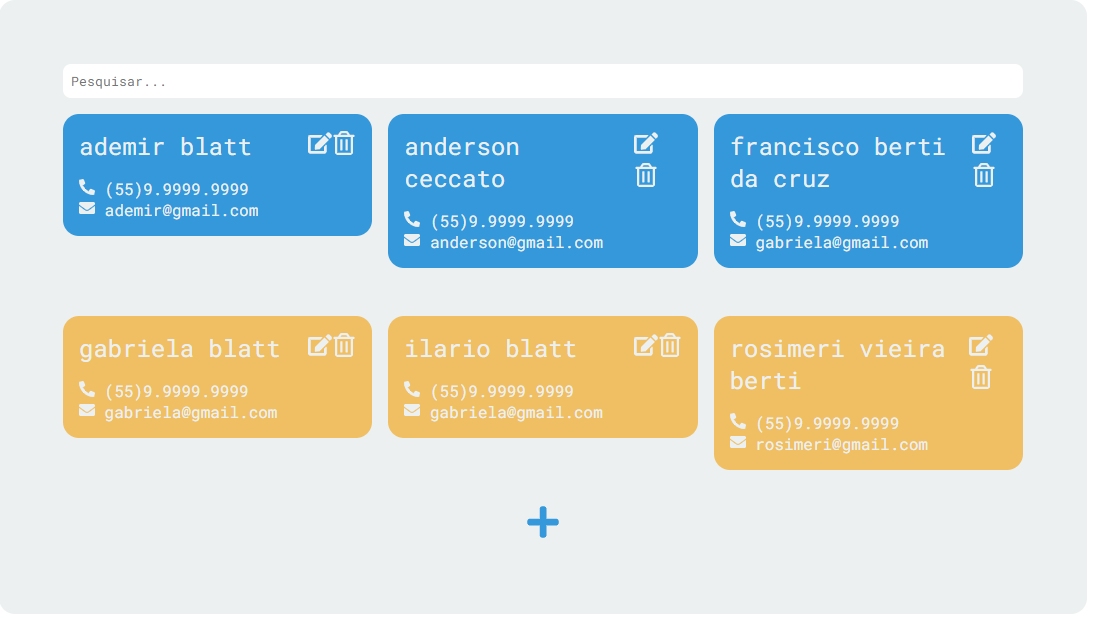 Pesquisar...
ademir blatt
(55)9.9999.9999
ademir@gmail.com
anderson
ceccato
(55)9.9999.9999
anderson@gmail.com
francisco berti
da cruz
(55)9.9999.9999
gabriela@gmail.com
gabriela blatt
(55)9.9999.9999
gabriela@gmail.com
ilario blatt
(55)9.9999.9999
gabriela@gmail.com
rosimeri vieira
berti
(55)9.9999.9999
rosimeri@gmail.com